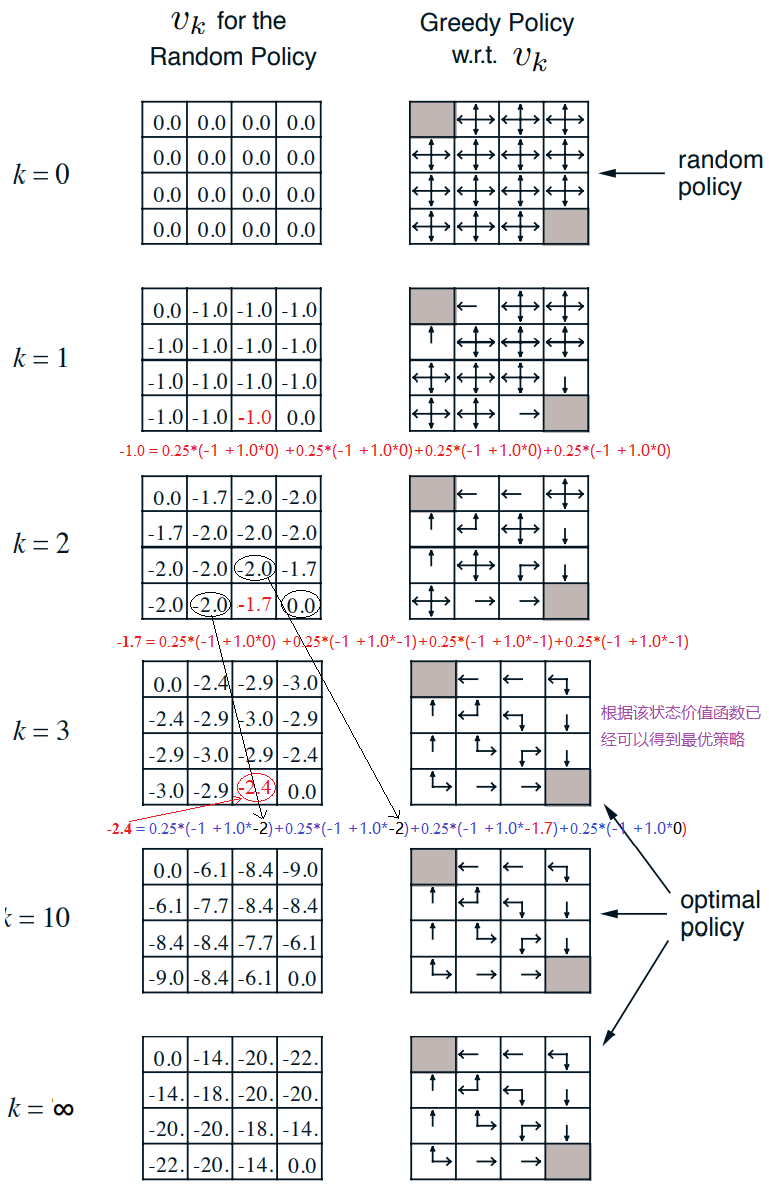 v_k for the
Random Policy
Greedy Policy
w.r.t. v_k
k = 0
0.0 0.0 0.0 0.0
0.0 0.0 0.0 0.0
0.0 0.0 0.0 0.0
0.0 0.0 0.0 0.0
random
policy
k = 1
0.0 -1.0 -1.0 -1.0
-1.0 -1.0 -1.0 -1.0
-1.0 -1.0 -1.0 -1.0
-1.0 -1.0 -1.0 0.0
-1.0 = 0.25*(-1 +1.0*0) +0.25*(-1 +1.0*0)+0.25*(-1 +1.0*0)+0.25*(-1 +1.0*0)
k = 2
0.0 -1.7 -2.0 -2.0
-1.7 -2.0 -2.0 -2.0
-2.0 -2.0 -2.0 -1.7
-2.0 -2.0 -1.7 0.0
-1.7 = 0.25*(-1 +1.0*0) +0.25*(-1 +1.0*-1)+0.25*(-1 +1.0*-1)+0.25*(-1 +1.0*-1)
k = 3
0.0 -2.4 -2.9 -3.0
-2.4 -2.9 -3.0 -2.9
-2.9 -3.0 -2.9 -2.4
-3.0 -2.9 -2.4 0.0
根据该状态价值函数已
经可以得到最优策略
-2.4 = 0.25*(-1 +1.0*-2)+0.25*(-1 +1.0*-2)+0.25*(-1 +1.0*-1.7)+0.25*(-1 +1.0*0)
k = 10
0.0 -6.1 -8.4 -9.0
-6.1 -7.7 -8.4 -8.4
-8.4 -8.4 -7.7 -6.1
-9.0 -8.4 -6.1 0.0
optimal
policy
k = ∞
0.0 -14. -20. -22.
-14. -18. -20. -20.
-20. -20. -18. -14.
-22. -20. -14. 0.0